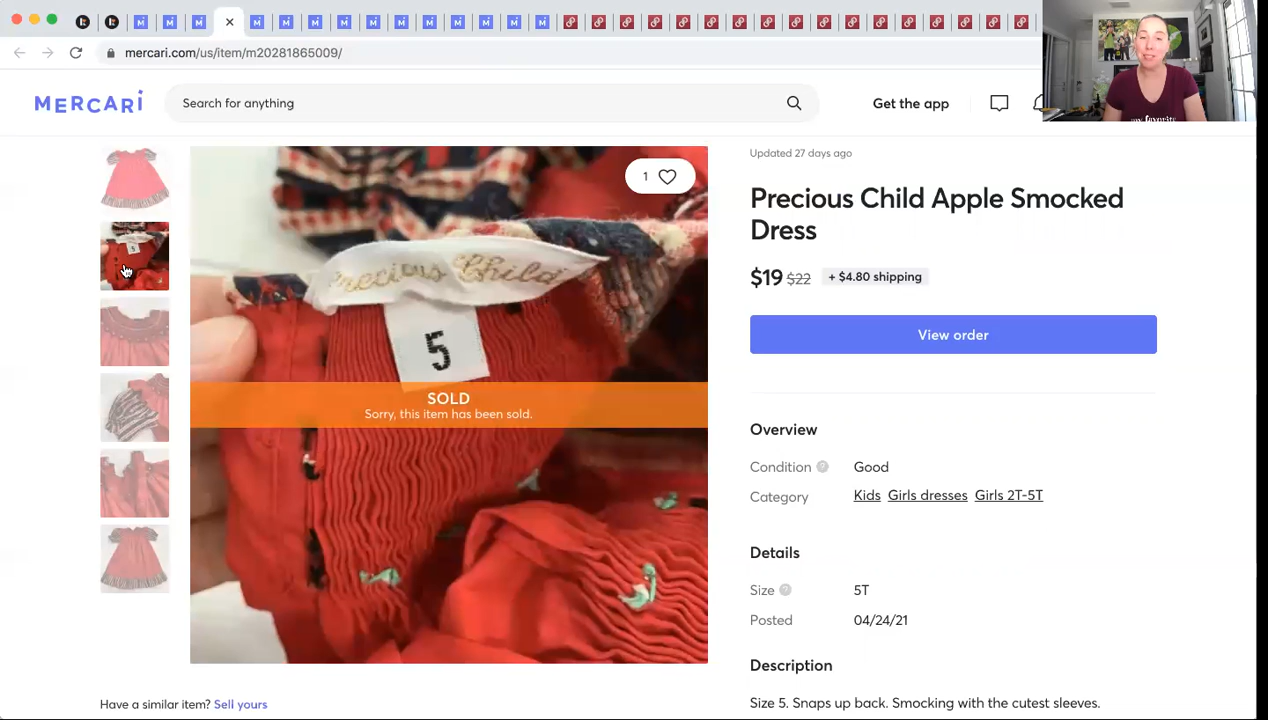 mercari.com/us/item/m20281865009/
MERCARI
Search for anything
Get the app
my favorite
Updated 27 days ago
Precious Child Apple Smocked
Dress
$19 $22 + $4.80 shipping
View order
1
Precious Child
5
5
SOLD
Sorry, this item has been sold.
Overview
Condition ? Good
Category Kids Girls dresses Girls 2T-5T
Details
Size ? 5T
Posted 04/24/21
Description
Have a similar item? Sell yours
Size 5. Snaps up back. Smocking with the cutest sleeves.